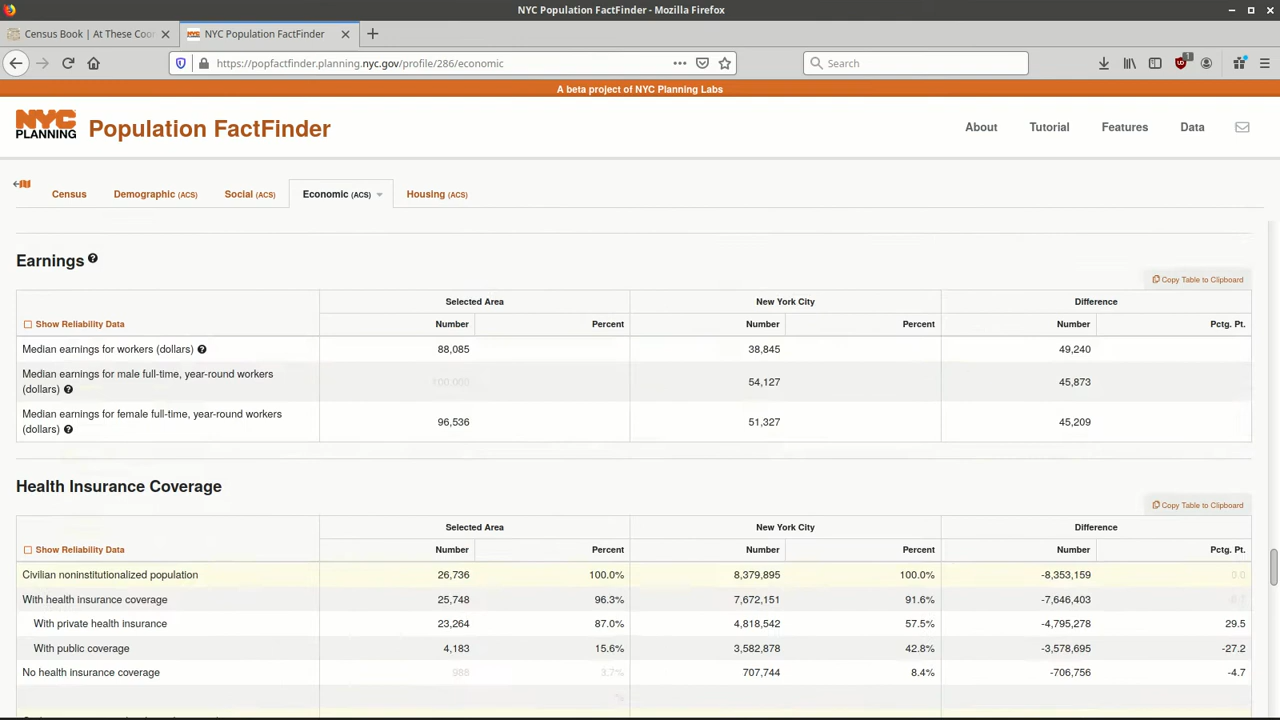 NYC Population FactFinder - Mozilla Firefox
Census Book | At These Coor
NYC Population FactFinder
https://popfactfinder.planning.nyc.gov/profile/286/economic
Search
1
A beta project of NYC Planning Labs
NYC
PLANNING
Population FactFinder
About
Tutorial
Features
Data
Census
Demographic (ACS)
Social (ACS)
Economic (ACS)
Housing (ACS)
Earnings
Copy Table to Clipboard
Selected Area New York City Difference
Show Reliability Data Number Percent Number Percent Number Pctg. Pt.
Median earnings for workers (dollars) 88,085 38,845 49,240
Median earnings for male full-time, year-round workers
(dollars) 100,000 54,127 45,873
Median earnings for female full-time, year-round workers
(dollars) 96,536 51,327 45,209
Health Insurance Coverage
Copy Table to Clipboard
Selected Area New York City Difference
Show Reliability Data Number Percent Number Percent Number Pctg. Pt.
Civilian noninstitutionalized population 26,736 100.0% 8,379,895 100.0% -8,353,159 0.0
With health insurance coverage 25,748 96.3% 7,672,151 91.6% -7,646,403
With private health insurance 23,264 87.0% 4,818,542 57.5% -4,795,278 29.5
With public coverage 4,183 15.6% 3,582,878 42.8% -3,578,695 -27.2
No health insurance coverage 988 3.7% 707,744 8.4% -706,756 -4.7
%